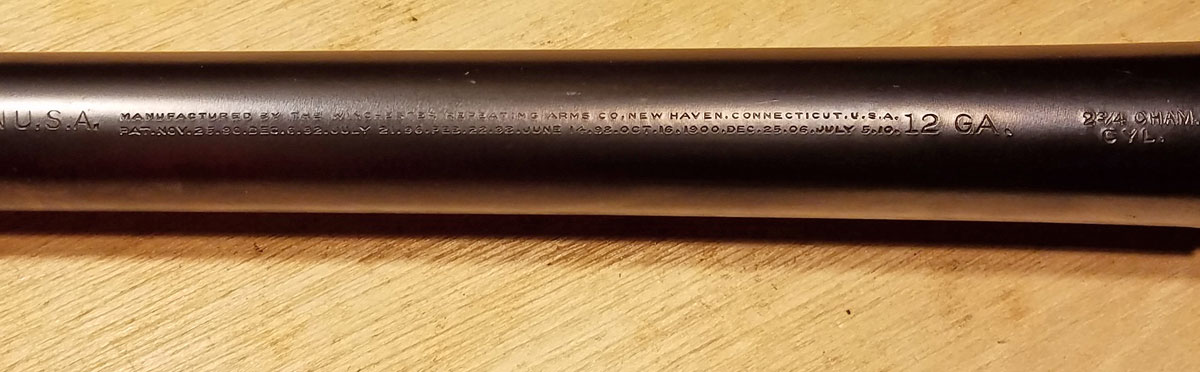 U.S.A.
MANUFACTURED BY THE WINCHESTER REPEATING ARMS CO. NEW HAVEN. CONNECTICUT. U.S.A.
PAT. NOV. 25. 90. DEC. 6. 92. JULY 21. 96. FEB. 22. 98. JUNE 14. 98. OCT. 16. 1900. DEC. 25. 06. JULY 5. 10.
12 GA.
2¾ CHAM.
CYL.